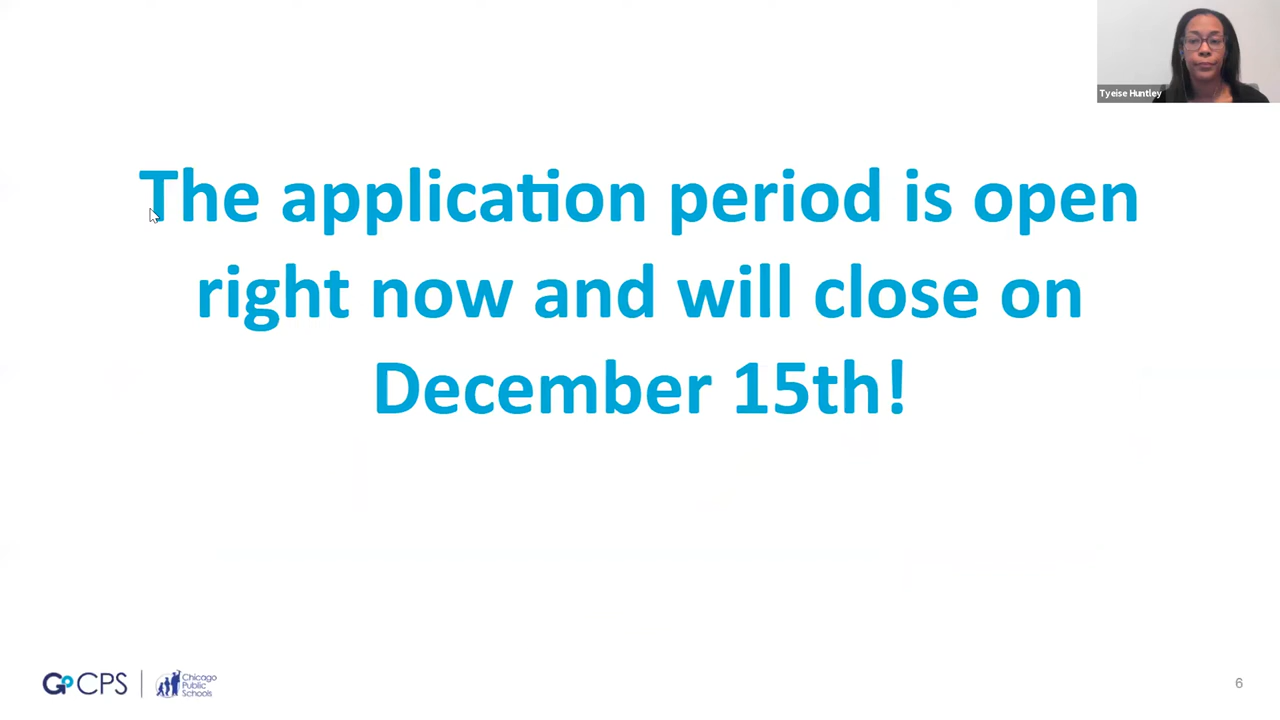 Tyeise Huntley
The application period is open
right now and will close on
December 15th!
GoCPS
Chicago
Public
Schools
6